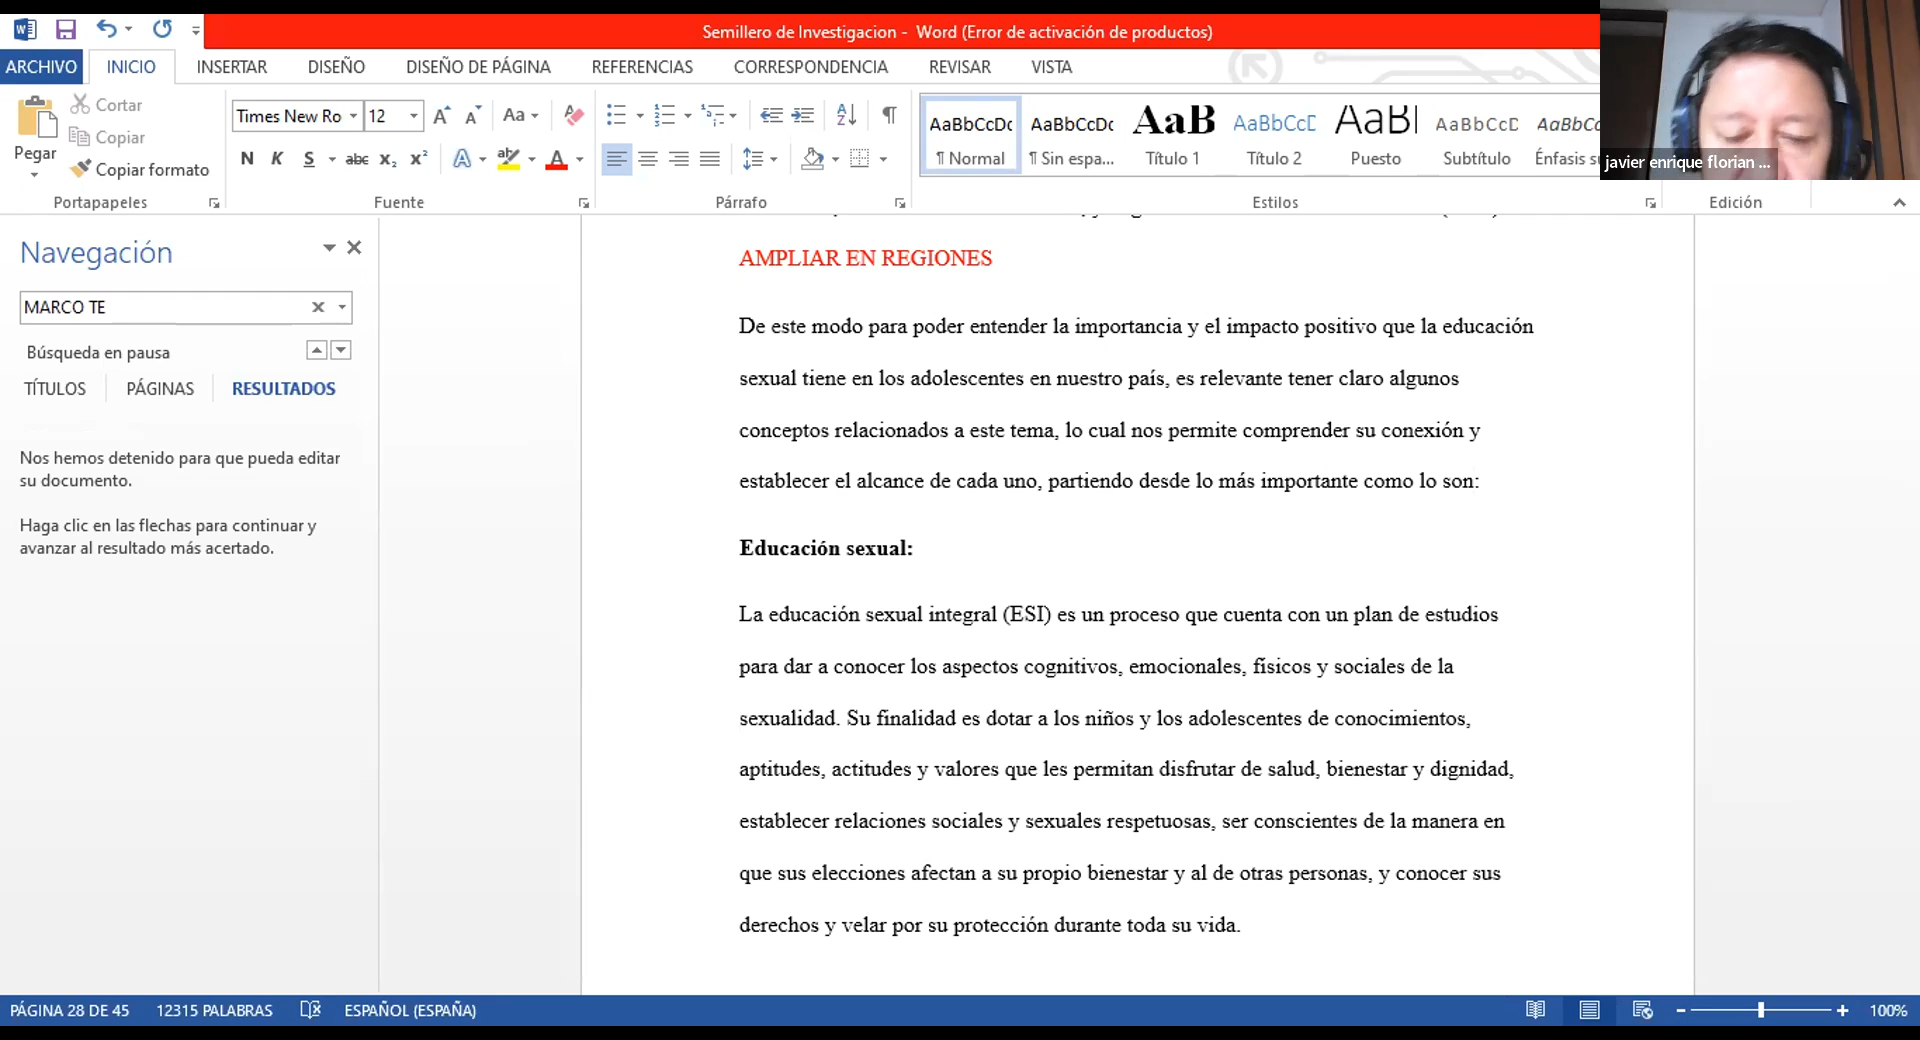 Semillero de Investigacion - Word (Error de activación de productos)
ARCHIVO INICIO INSERTAR DISEÑO DISEÑO DE PÁGINA REFERENCIAS CORRESPONDENCIA REVISAR VISTA
Pegar
Cortar
Copiar
Copiar formato
Portapapeles
Times New Ro 12 Aa
N K S abc x₂ x² A aby A
Fuente
Párrafo
AaBbCcDc AaBbCcDc AaB AaBbCcD AaBb AaBbCcD AaBbCc
¶ Normal ¶ Sin espa... Título 1 Título 2 Puesto Subtítulo Énfasis s
Estilos
Edición
javier enrique florian ...
Navegación
MARCO TE
Búsqueda en pausa
TÍTULOS PÁGINAS RESULTADOS
Nos hemos detenido para que pueda editar
su documento.
Haga clic en las flechas para continuar y
avanzar al resultado más acertado.
AMPLIAR EN REGIONES
De este modo para poder entender la importancia y el impacto positivo que la educación
sexual tiene en los adolescentes en nuestro país, es relevante tener claro algunos
conceptos relacionados a este tema, lo cual nos permite comprender su conexión y
establecer el alcance de cada uno, partiendo desde lo más importante como lo son:
Educación sexual:
La educación sexual integral (ESI) es un proceso que cuenta con un plan de estudios
para dar a conocer los aspectos cognitivos, emocionales, físicos y sociales de la
sexualidad. Su finalidad es dotar a los niños y los adolescentes de conocimientos,
aptitudes, actitudes y valores que les permitan disfrutar de salud, bienestar y dignidad,
establecer relaciones sociales y sexuales respetuosas, ser conscientes de la manera en
que sus elecciones afectan a su propio bienestar y al de otras personas, y conocer sus
derechos y velar por su protección durante toda su vida.
PÁGINA 28 DE 45 12315 PALABRAS ESPAÑOL (ESPAÑA) 100%